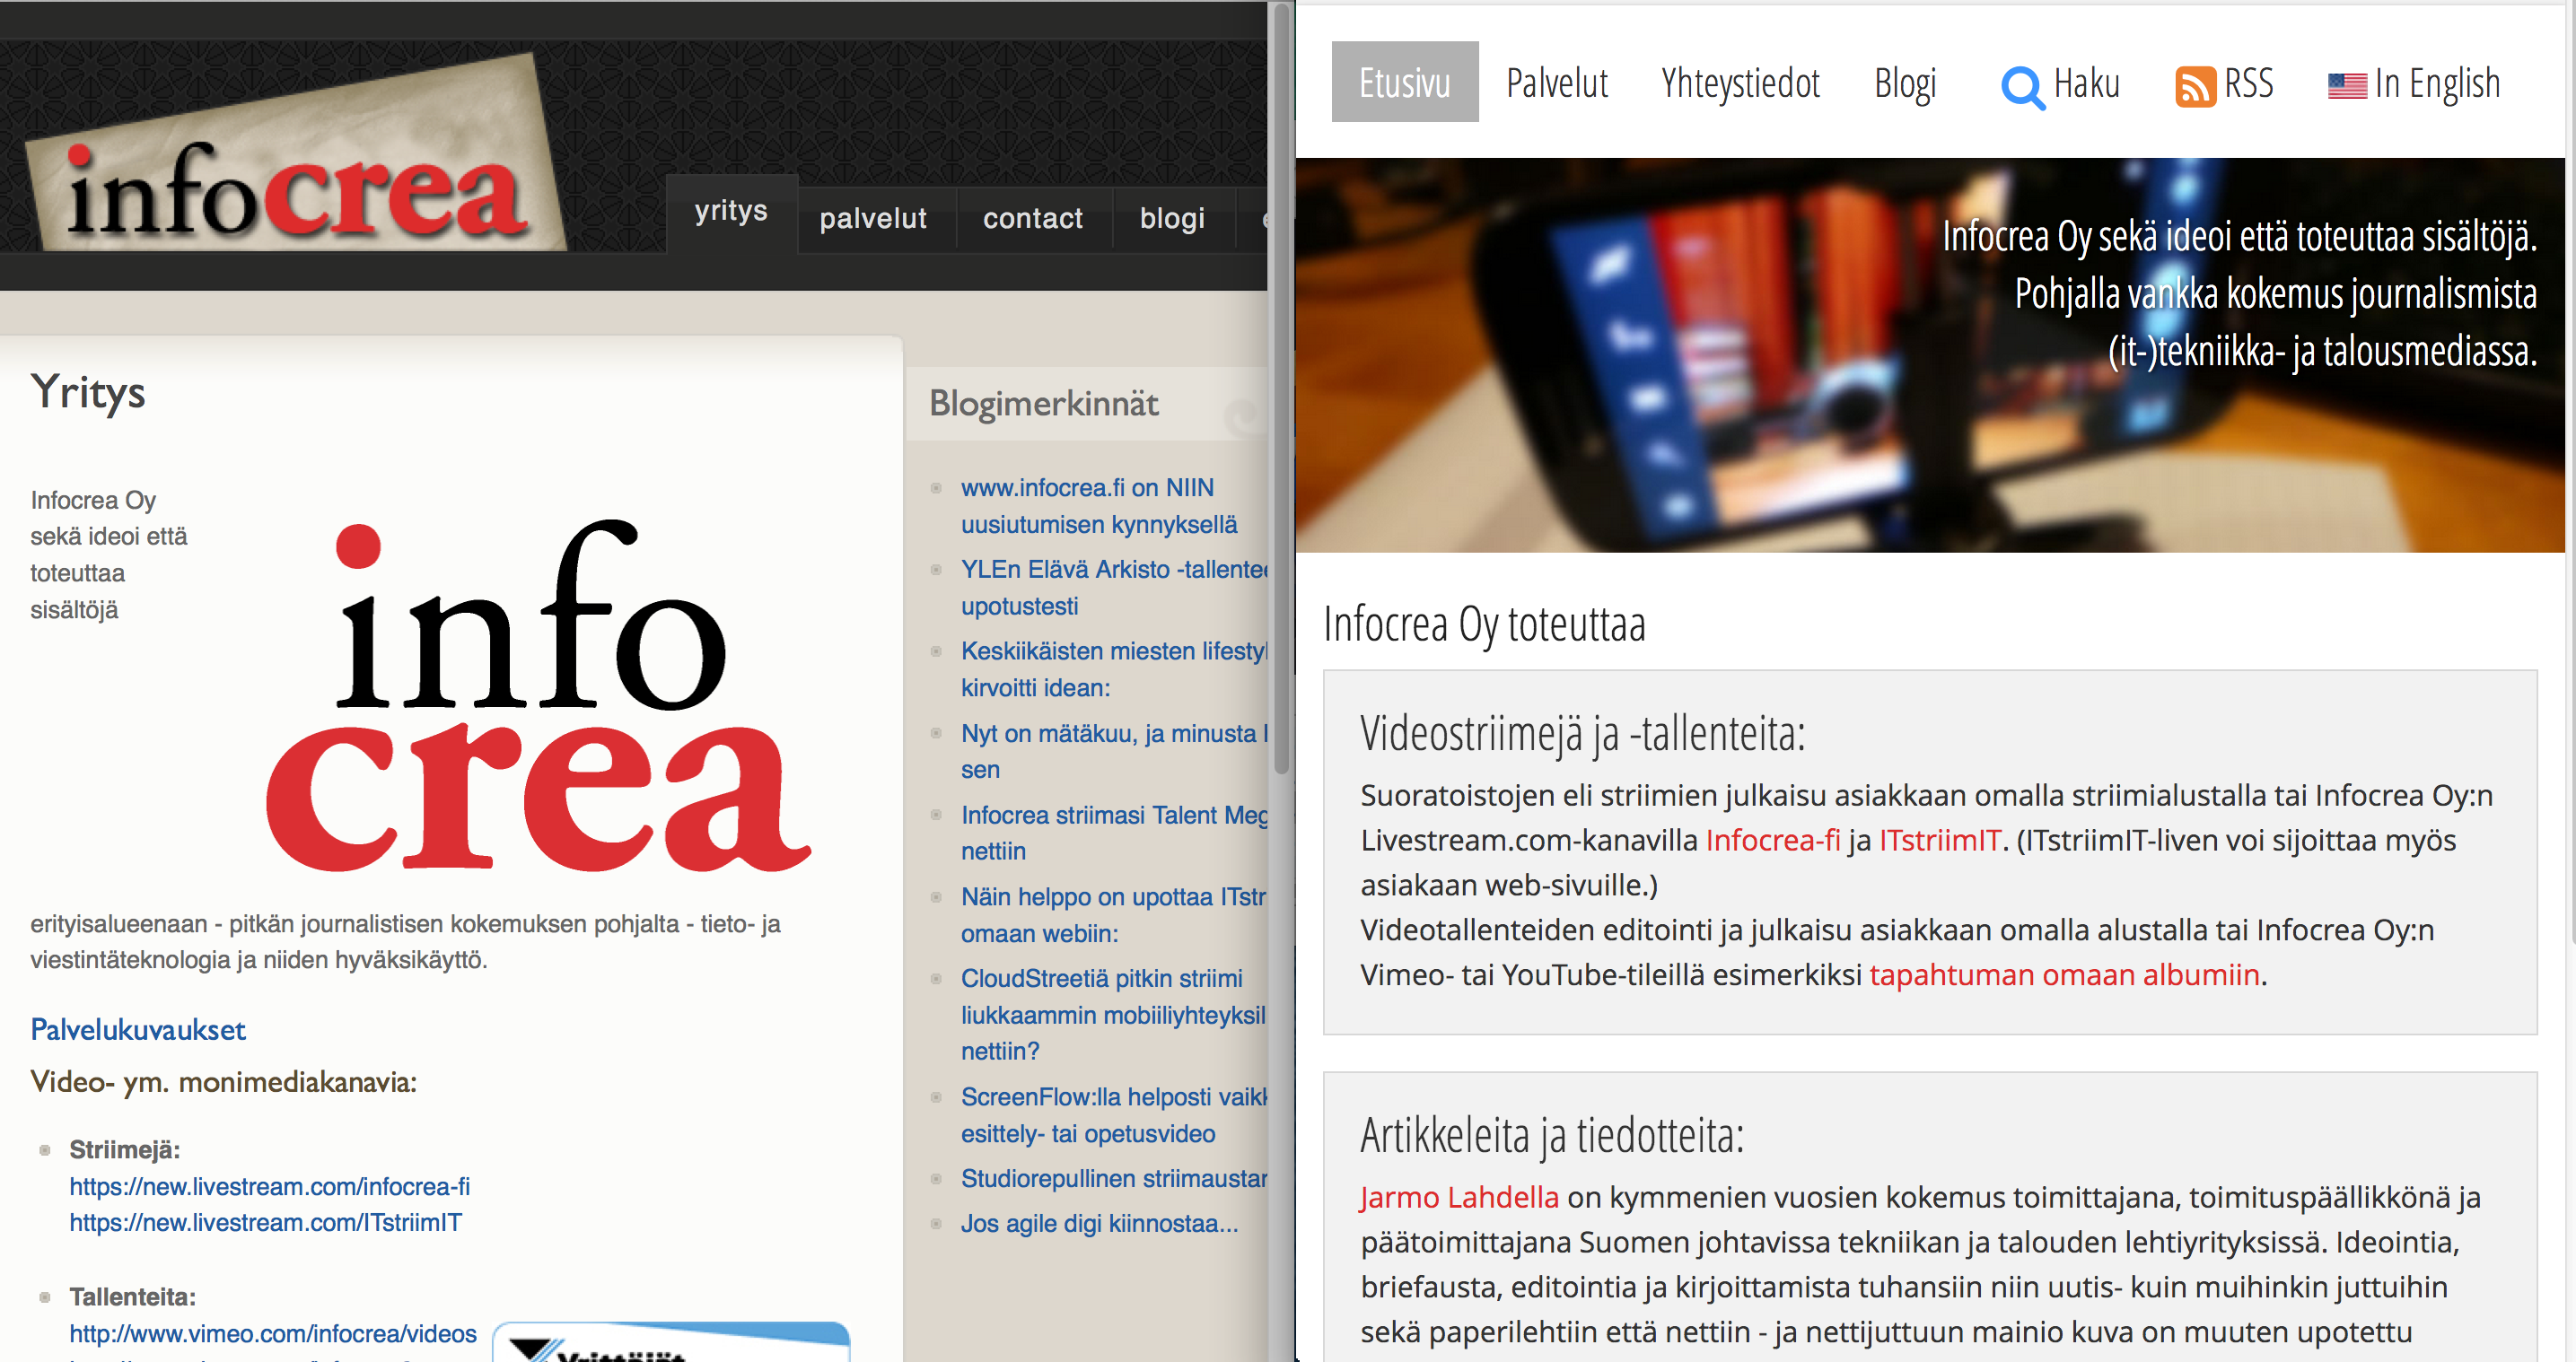 infocrea
yritys
palvelut
contact
blogi
Yritys
Infocrea Oy
sekä ideoi että
toteuttaa
sisältöjä
info
crea
erityisalueenaan - pitkän journalistisen kokemuksen pohjalta - tieto- ja
viestintäteknologia ja niiden hyväksikäyttö.
Palvelukuvaukset
Video- ym. monimediakanavia:
Striimejä:
https://new.livestream.com/infocrea-fi
https://new.livestream.com/ITstriimIT
Tallenteita:
http://www.vimeo.com/infocrea/videos
Yrittäjät
Blogimerkinnät
www.infocrea.fi on NIIN
uusiutumisen kynnyksellä
YLEn Elävä Arkisto -tallentee
upotustesti
Keskiikäisten miesten lifestyl
kirvoitti idean:
Nyt on mätäkuu, ja minusta
sen
Infocrea striimasi Talent Meg
nettiin
Näin helppo on upottaa ITstr
omaan webiin:
CloudStreetiä pitkin striimi
liukkaammin mobiiliyhteyksil
nettiin?
ScreenFlow:lla helposti vaikk
esittely- tai opetusvideo
Studiorepullinen striimaustar
Jos agile digi kiinnostaa...
Etusivu
Palvelut
Yhteystiedot
Blogi
Haku
RSS
In English
Infocrea Oy sekä ideoi että toteuttaa sisältöjä.
Pohjalla vankka kokemus journalismista
(it-)tekniikka- ja talousmediassa.
Infocrea Oy toteuttaa
Videostriimejä ja -tallenteita:
Suoratoistojen eli striimien julkaisu asiakkaan omalla striimialustalla tai Infocrea Oy:n
Livestream.com-kanavilla Infocrea-fi ja ITstriimIT. (ITstriimIT-liven voi sijoittaa myös
asiakaan web-sivuille.)
Videotallenteiden editointi ja julkaisu asiakkaan omalla alustalla tai Infocrea Oy:n
Vimeo- tai YouTube-tileillä esimerkiksi tapahtuman omaan albumiin.
Artikkeleita ja tiedotteita:
Jarmo Lahdella on kymmenien vuosien kokemus toimittajana, toimituspäällikkönä ja
päätoimittajana Suomen johtavissa tekniikan ja talouden lehtiyrityksissä. Ideointia,
briefausta, editointia ja kirjoittamista tuhansiin niin uutis- kuin muihinkin juttuihin
sekä paperilehtiin että nettiin - ja nettijuttuun mainio kuva on muuten upotettu